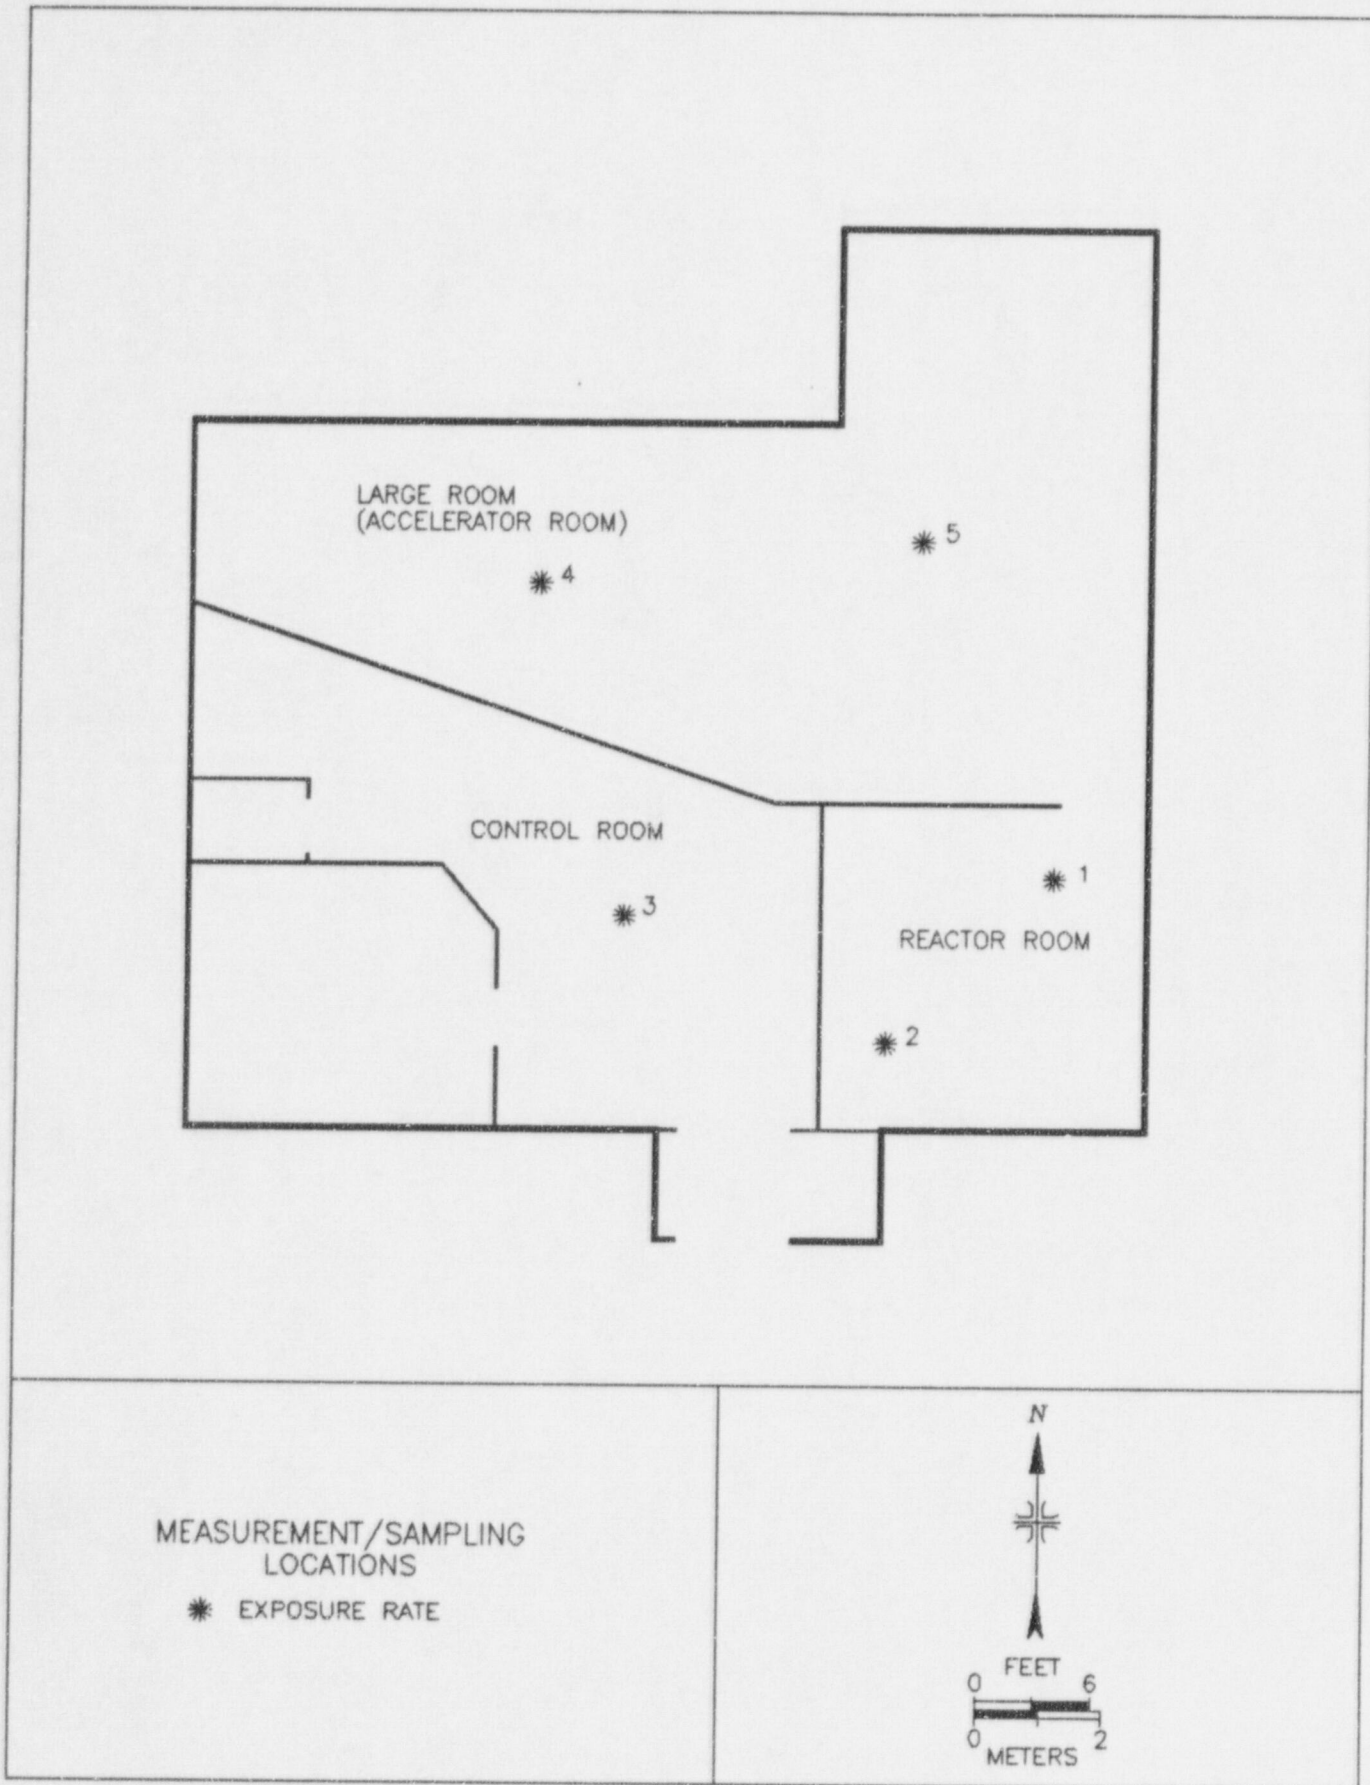 LARGE ROOM
(ACCELERATOR ROOM)
5
4
CONTROL ROOM
1
3
REACTOR ROOM
2
MEASUREMENT/SAMPLING
LOCATIONS
EXPOSURE RATE
N
FEET
0 6
0 2
METERS